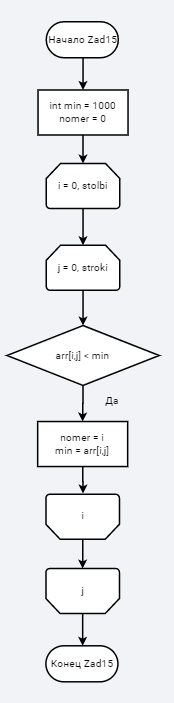 Начало Zad15
int min = 1000
nomer = 0
i = 0, stolbi
j = 0, stroki
arr[i,j] < min
Да
nomer = i
min = arr[i,j]
i
j
Конец Zad15